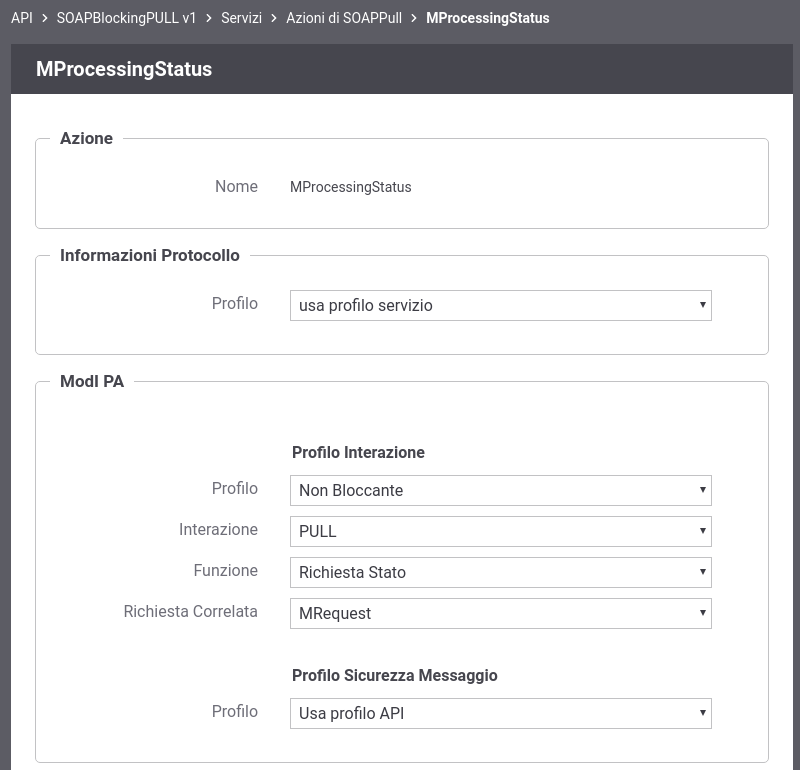 API > SOAPBlockingPULL v1 > Servizi > Azioni di SOAPPull > MProcessingStatus
MProcessingStatus
Azione
Nome MProcessingStatus
Informazioni Protocollo
Profilo usa profilo servizio
ModI PA
Profilo Interazione
Profilo Non Bloccante
Interazione PULL
Funzione Richiesta Stato
Richiesta Correlata MRequest
Profilo Sicurezza Messaggio
Profilo Usa profilo API